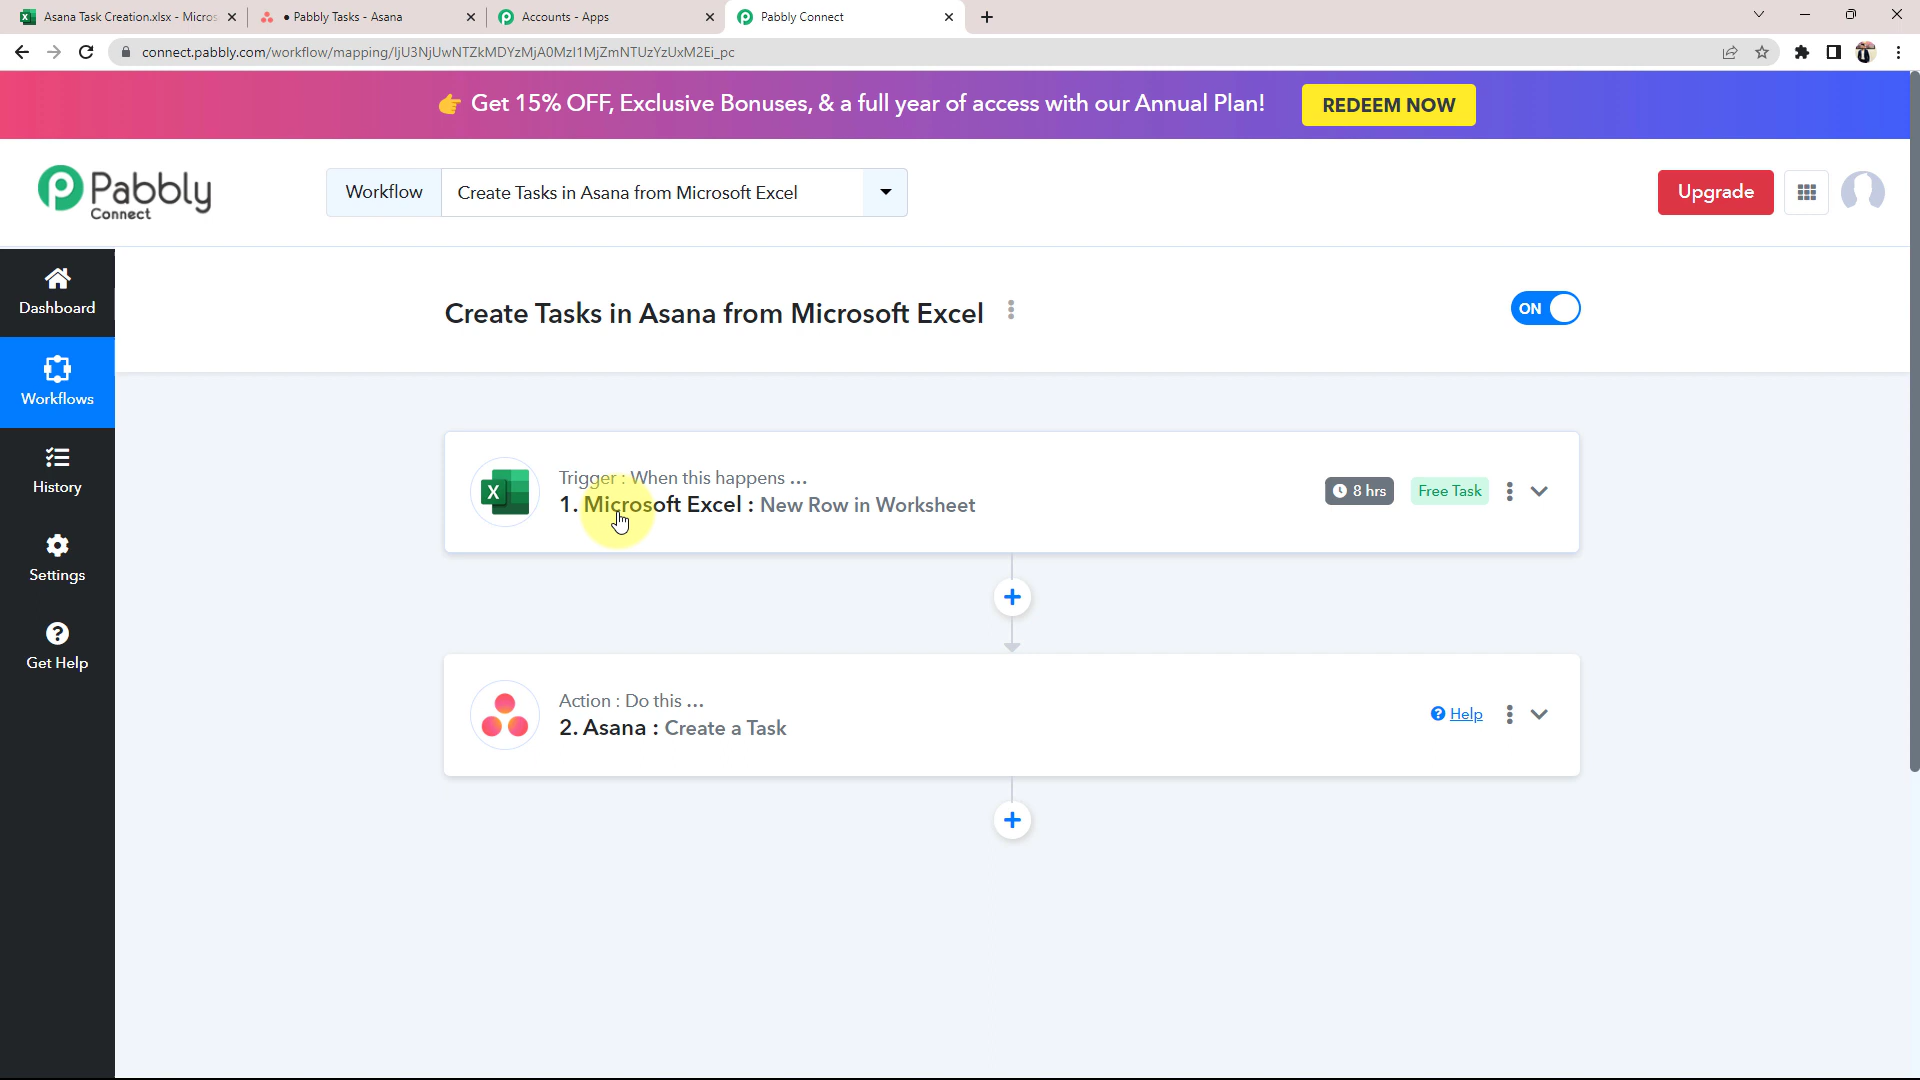 Asana Task Creation.xlsx - Micros
• Pabbly Tasks - Asana
Accounts - Apps
Pabbly Connect
connect.pabbly.com/workflow/mapping/IjU3NjUwNTZkMDYzMjA0MzI1MjZmNTUzYzUxM2Ei_pc
👉 Get 15% OFF, Exclusive Bonuses, & a full year of access with our Annual Plan!
REDEEM NOW
Pabbly
Connect
Workflow
Create Tasks in Asana from Microsoft Excel
Upgrade
Dashboard
Workflows
History
Settings
Get Help
Create Tasks in Asana from Microsoft Excel
ON
Trigger : When this happens ...
1. Microsoft Excel : New Row in Worksheet
8 hrs
Free Task
Action : Do this ...
2. Asana : Create a Task
Help